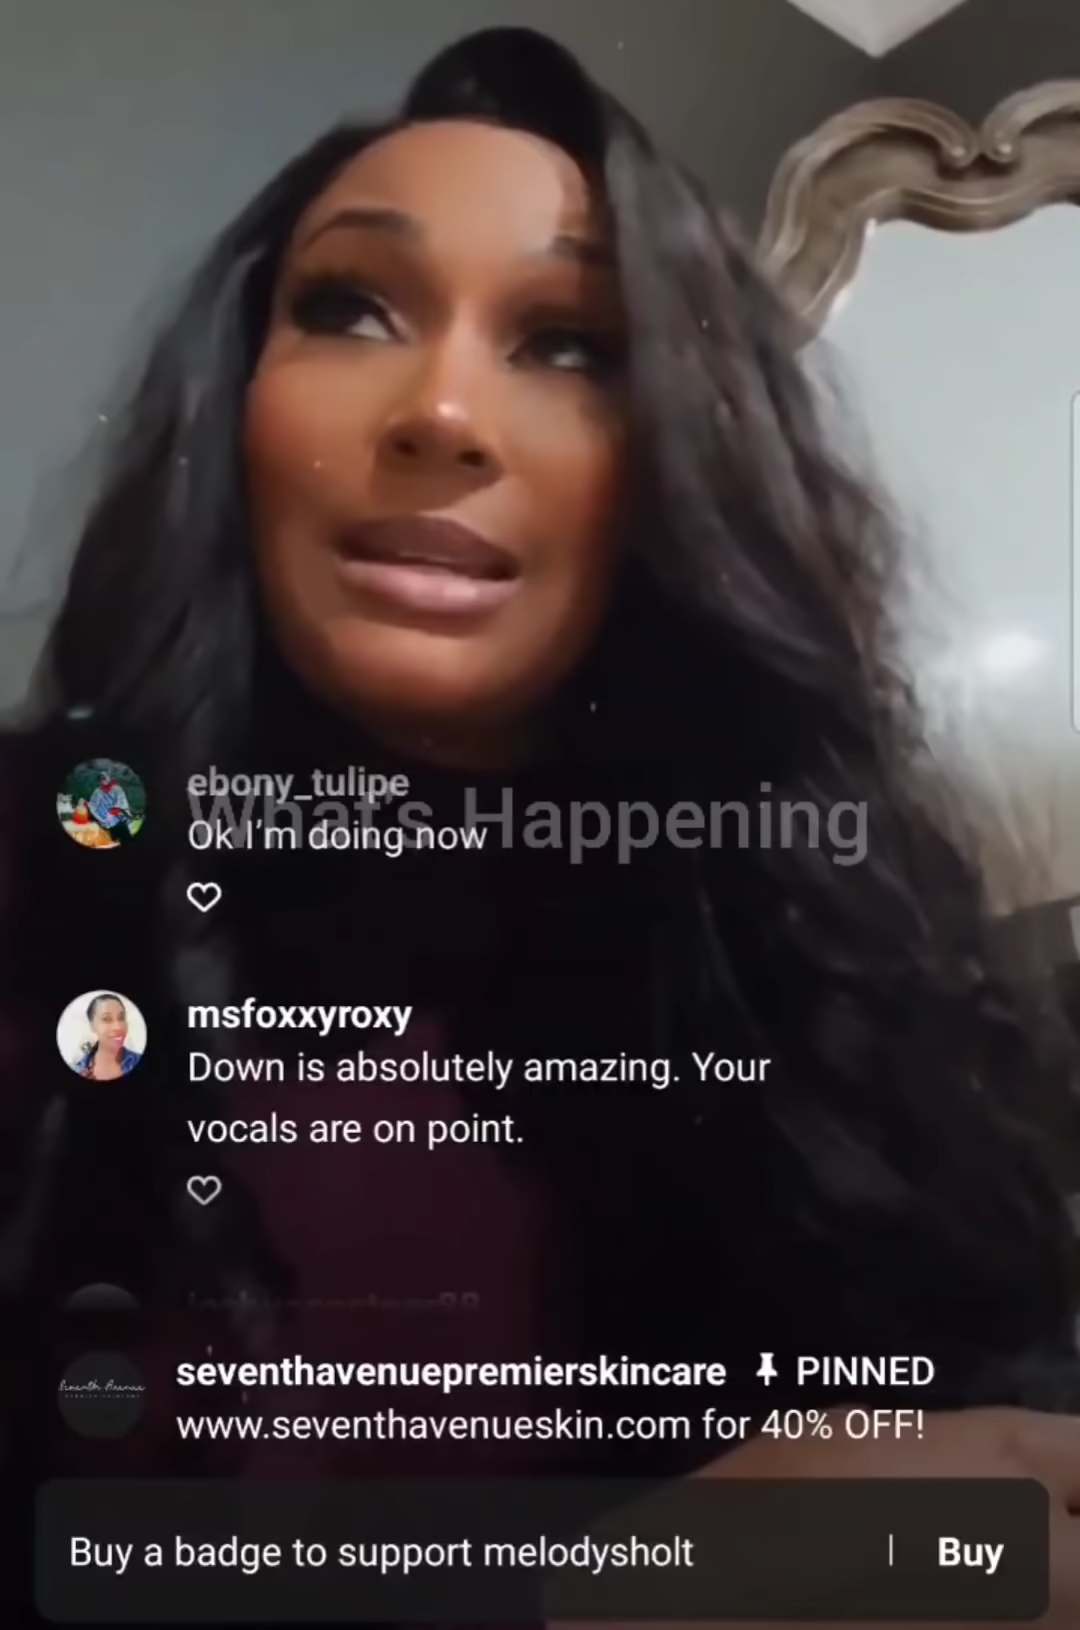 ebony_tulipe
What's Happening
Ok I'm doing now
msfoxxyroxy
Down is absolutely amazing. Your
vocals are on point.
seventhavenuepremierskincare PINNED
www.seventhavenueskin.com for 40% OFF!
Buy a badge to support melodysholt | Buy